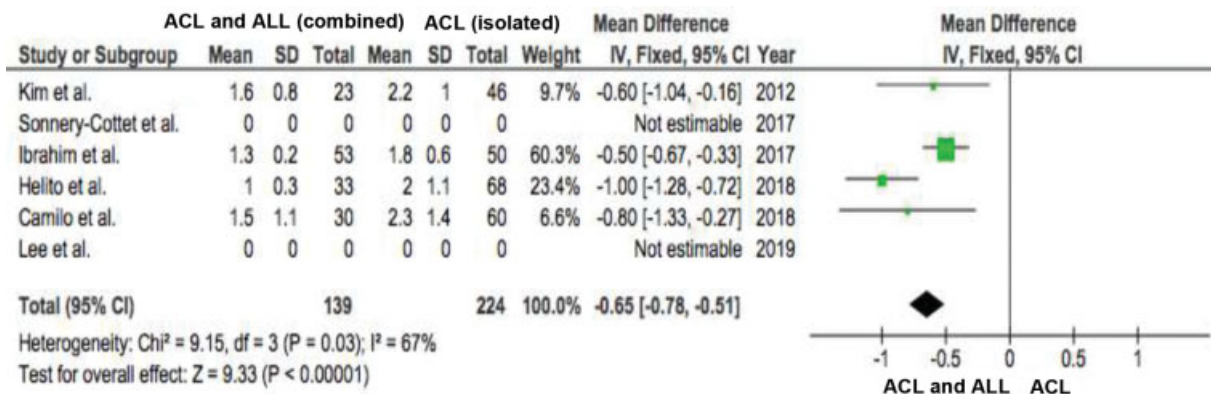 ACL and ALL (combined) ACL (isolated) Mean Difference Mean Difference
Study or Subgroup Mean SD Total Mean SD Total Weight IV, Fixed, 95% CI Year IV, Fixed, 95% CI
Kim et al. 1.6 0.8 23 2.2 1 46 9.7% -0.60 [-1.04, -0.16] 2012
Sonnery-Cottet et al. 0 0 0 0 0 0 Not estimable 2017
Ibrahim et al. 1.3 0.2 53 1.8 0.6 50 60.3% -0.50 [-0.67, -0.33] 2017
Helito et al. 1 0.3 33 2 1.1 68 23.4% -1.00 [-1.28, -0.72] 2018
Camilo et al. 1.5 1.1 30 2.3 1.4 60 6.6% -0.80 [-1.33, -0.27] 2018
Lee et al. 0 0 0 0 0 0 Not estimable 2019
Total (95% CI) 139 224 100.0% -0.65 [-0.78, -0.51]
Heterogeneity: Chi² = 9.15, df = 3 (P = 0.03); I² = 67%
Test for overall effect: Z = 9.33 (P < 0.00001)
-1 -0.5 0 0.5 1
ACL and ALL ACL